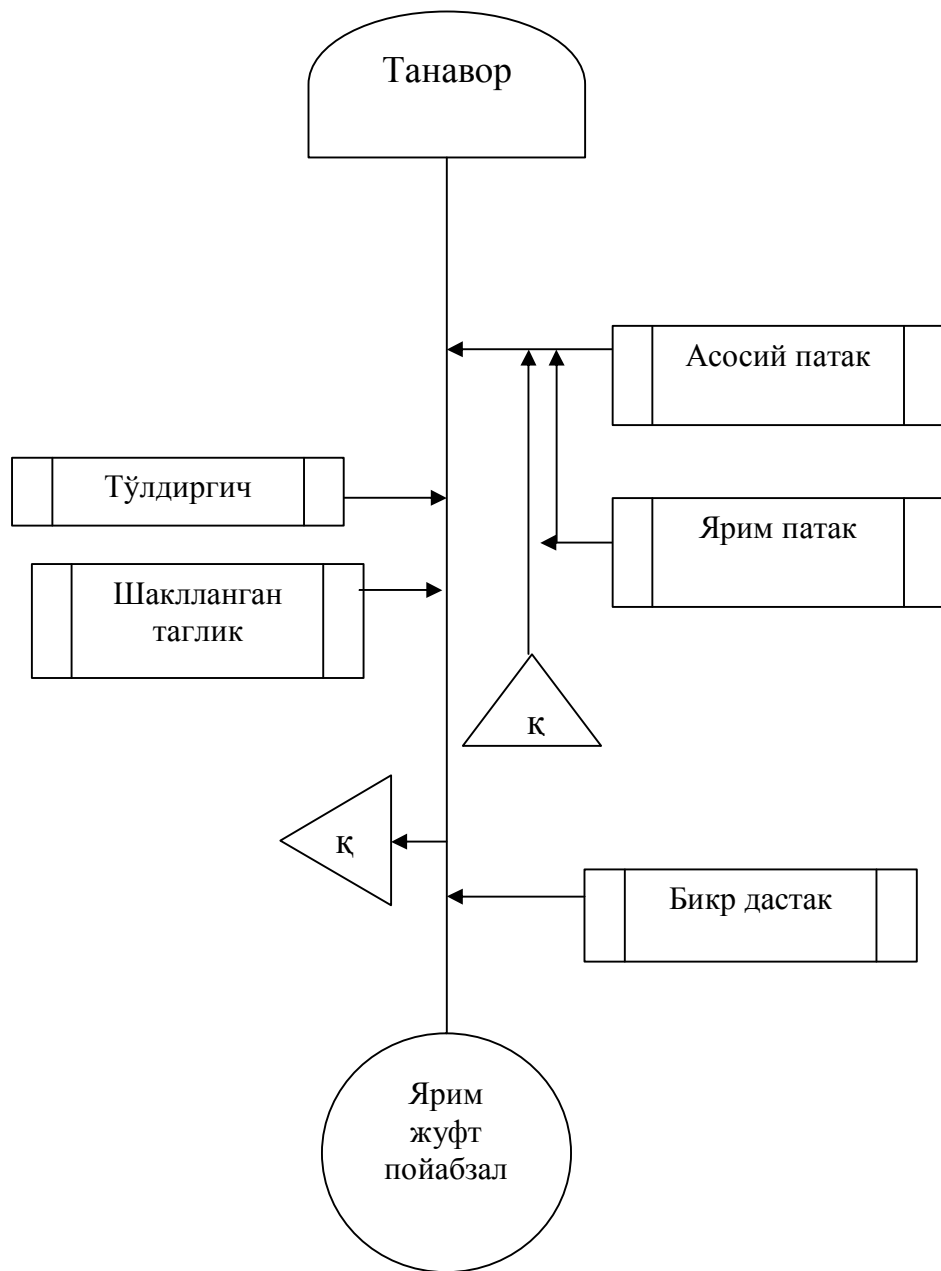 Танавор
Асосий патак
Тўлдиргич
Ярим патак
Шаклланган
таглик
қ
қ
Бикр дастак
Ярим
жуфт
пойабзал